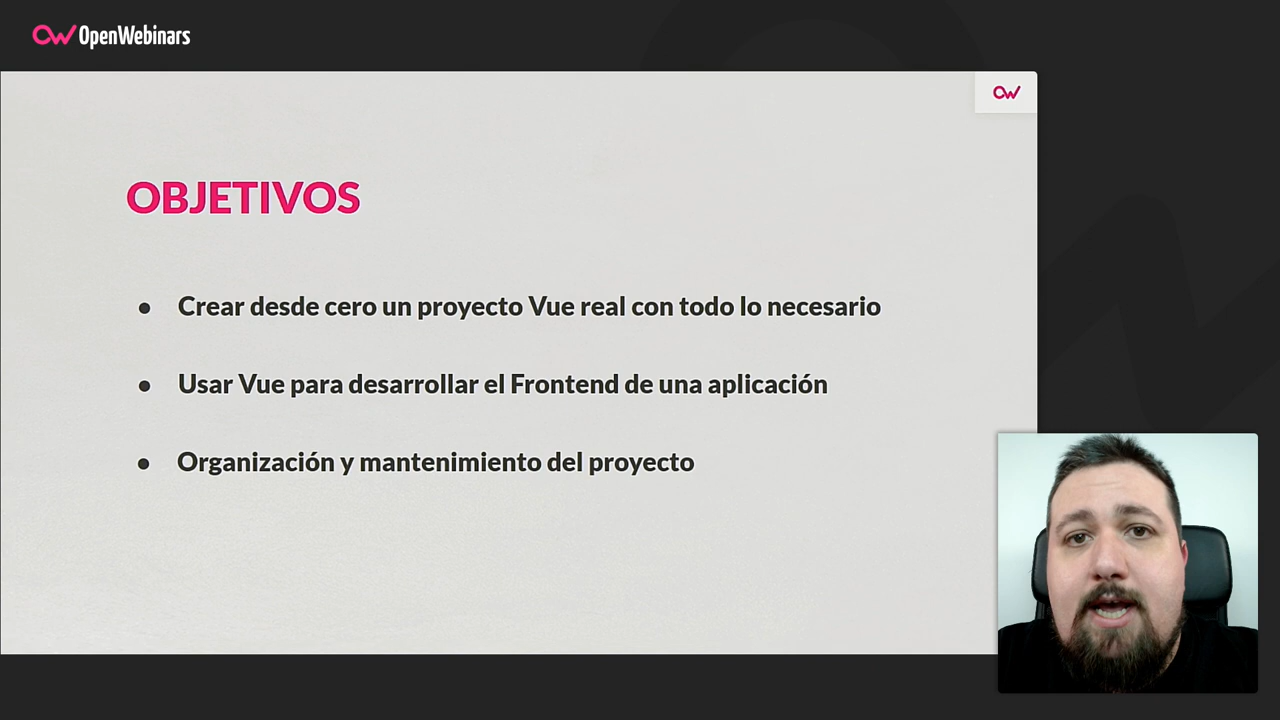 OpenWebinars
OBJETIVOS
● Crear desde cero un proyecto Vue real con todo lo necesario
● Usar Vue para desarrollar el Frontend de una aplicación
● Organización y mantenimiento del proyecto